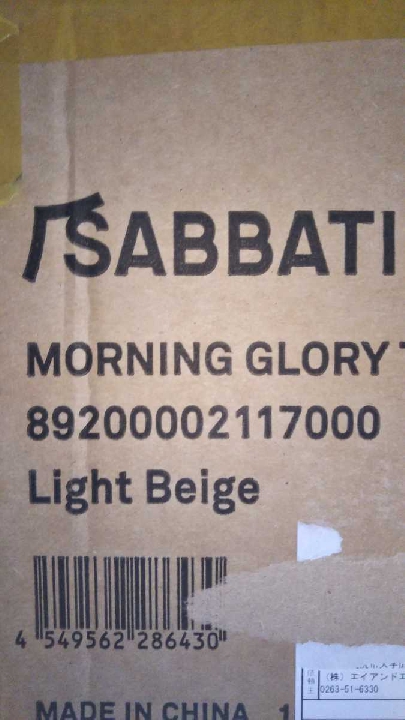 SABBATI
MORNING GLORY T
89200002117000
Light Beige
4 549562 286430
MADE IN CHINA 1
(株) エイアンドエ
0263-51-6330